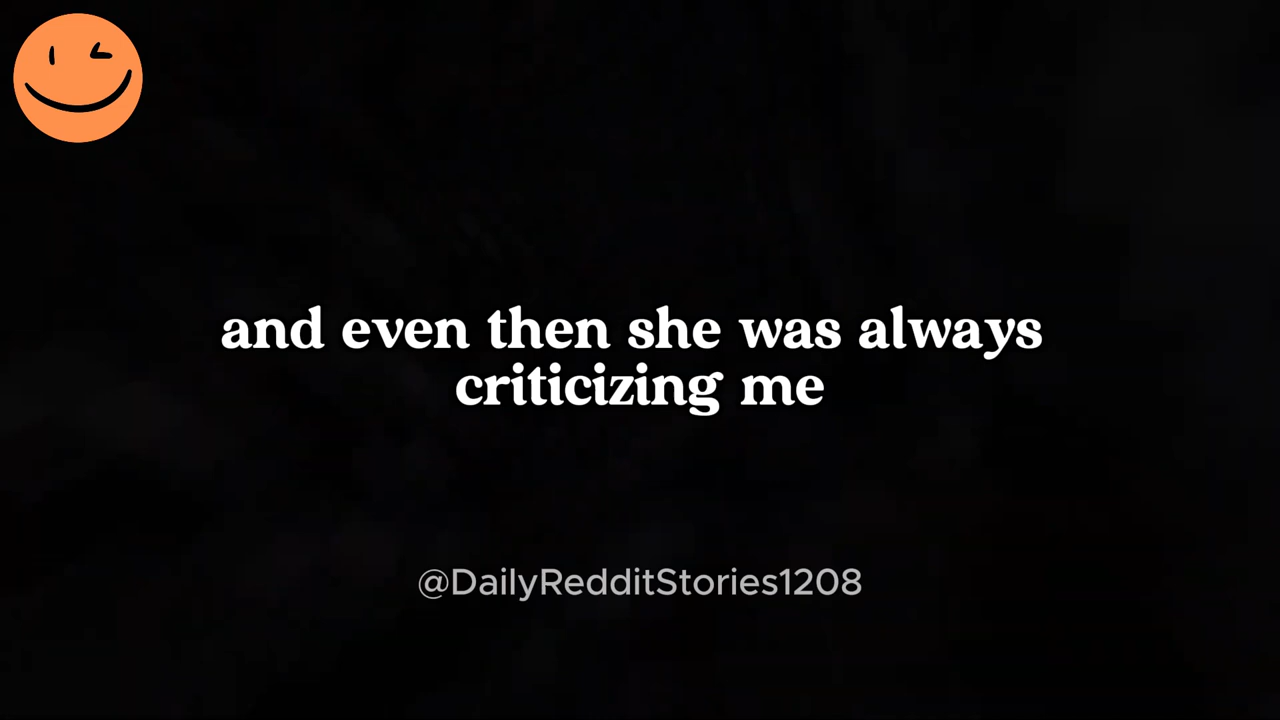 and even then she was always
criticizing me
@DailyRedditStories1208